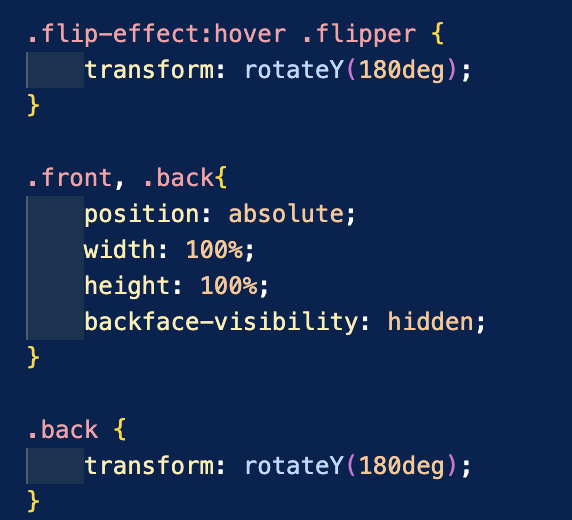 .flip-effect:hover .flipper {
    transform: rotateY(180deg);
}

.front, .back{
    position: absolute;
    width: 100%;
    height: 100%;
    backface-visibility: hidden;
}

.back {
    transform: rotateY(180deg);
}